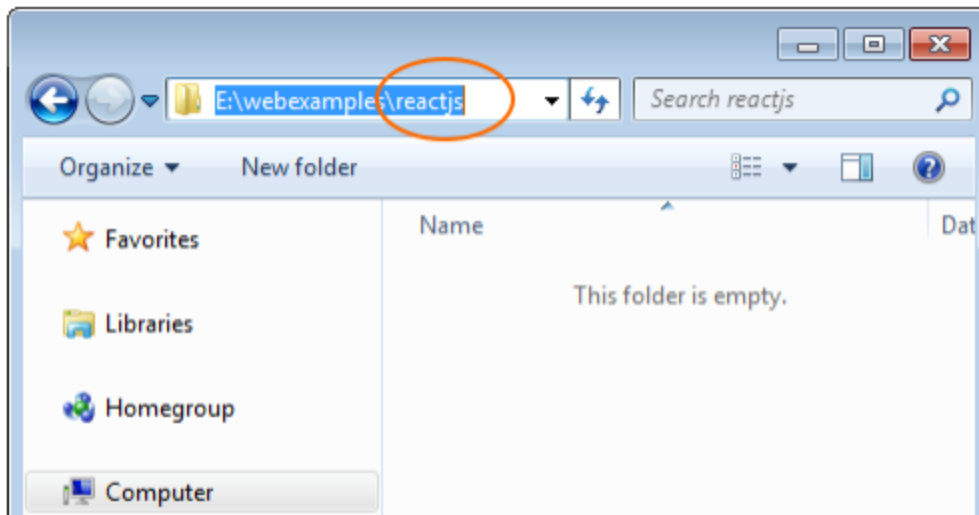 E:\webexamples\reactjs
Search reactjs
Organize
New folder
Name
Dat
This folder is empty.
Favorites
Libraries
Homegroup
Computer